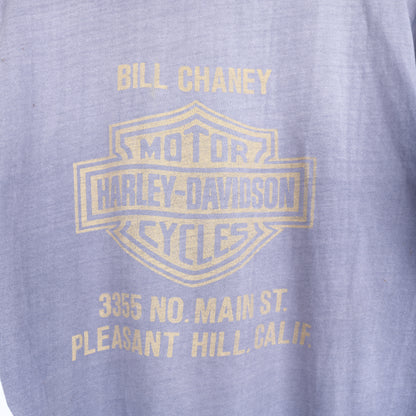 BILL CHANEY
MOTOR
HARLEY-DAVIDSON
CYCLES
3355 NO. MAIN ST.
PLEASANT HILL, CALIF.